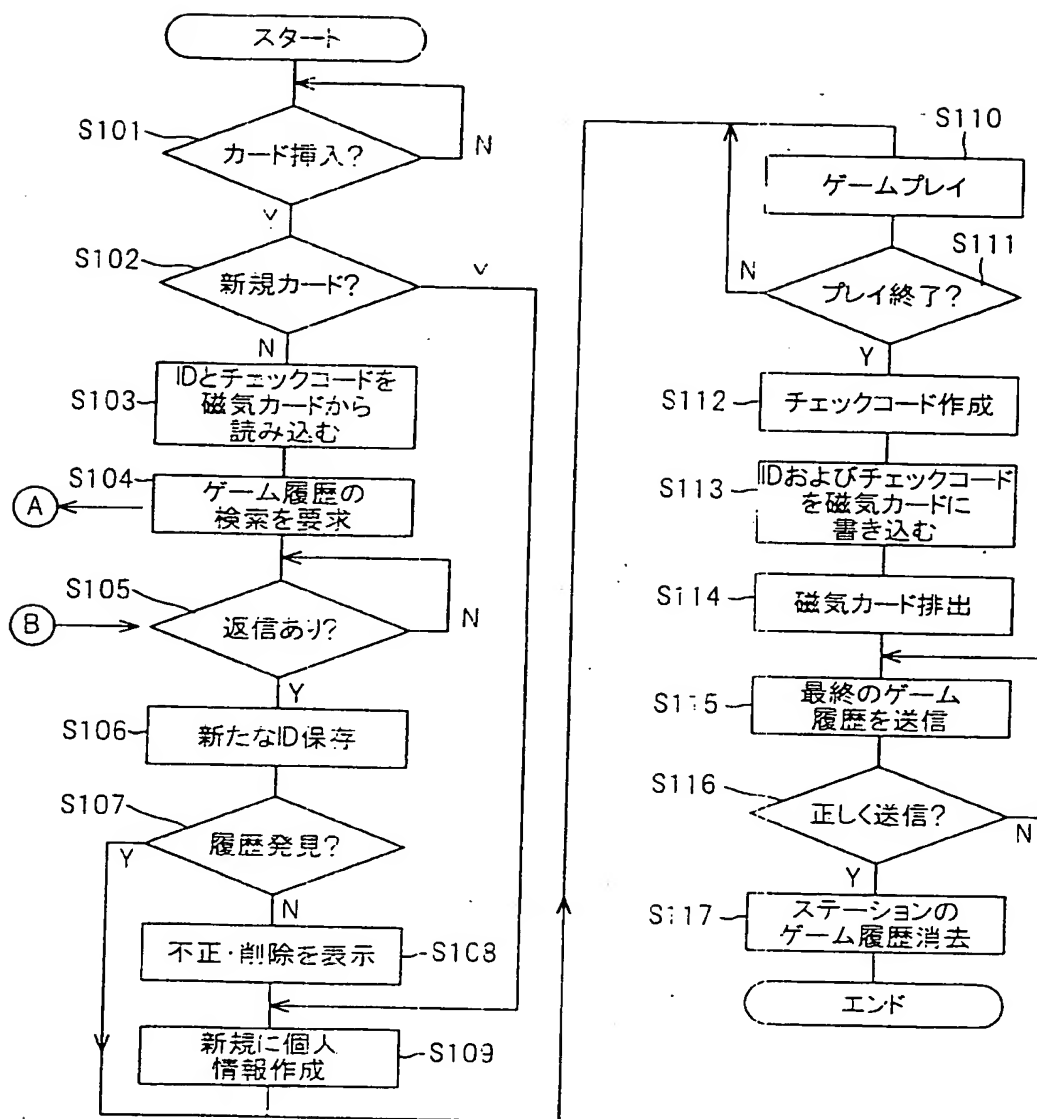 スタート
S101
カード挿入?
N
Y
S102
新規カード?
Y
N
S103
IDとチェックコードを
磁気カードから
読み込む
S104
ゲーム履歴の
検索を要求
A
S105
返信あり?
N
B
Y
S106
新たなID保存
S107
履歴発見?
Y
N
不正・削除を表示
S108
新規に個人
情報作成
S109
S110
ゲームプレイ
S111
N
プレイ終了?
Y
S112
チェックコード作成
S113
IDおよびチェックコード
を磁気カードに
書き込む
S114
磁気カード排出
S115
最終のゲーム
履歴を送信
S116
正しく送信?
N
Y
S117
ステーションの
ゲーム履歴消去
エンド